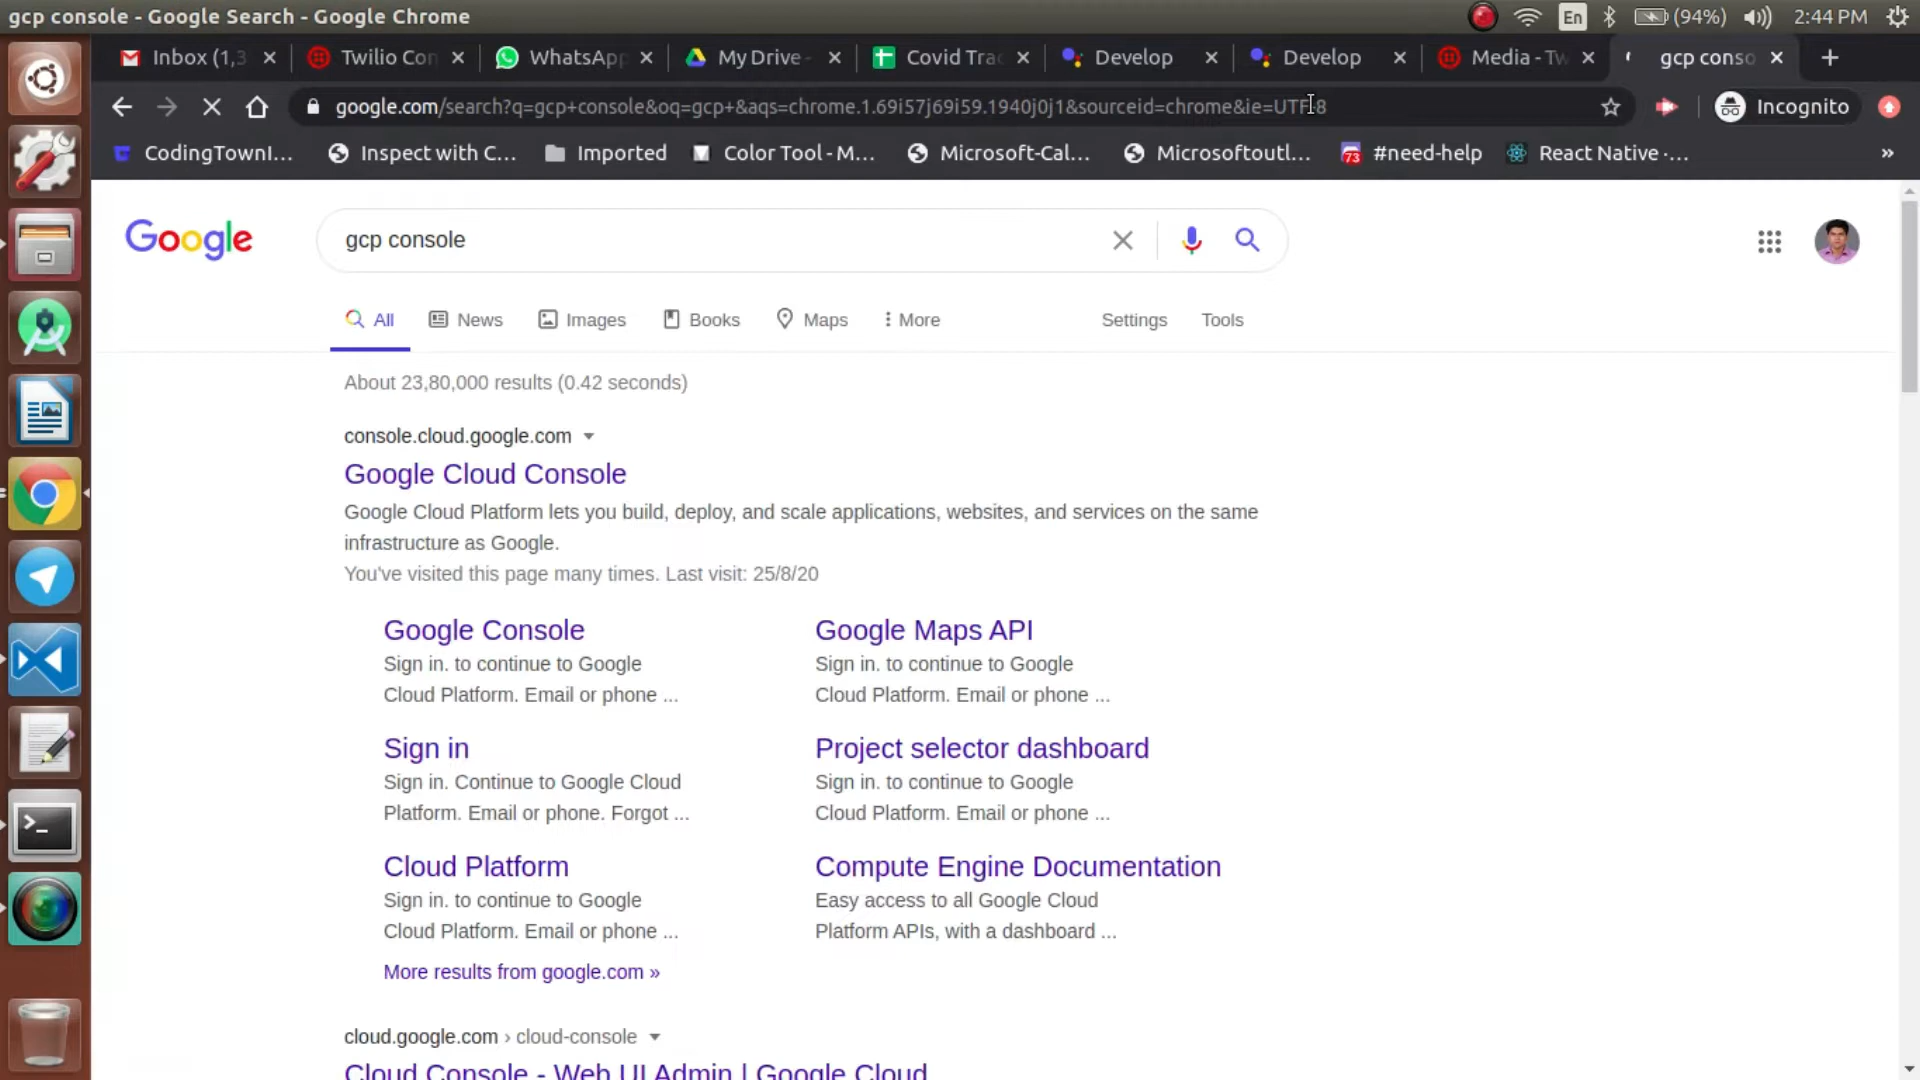 gcp console - Google Search - Google Chrome
En
(94%)
2:44 PM
Inbox (1,3
Twilio Con
WhatsApp
My Drive -
Covid Trac
Develop
Develop
Media - Tw
gcp conso
google.com/search?q=gcp+console&oq=gcp+&aqs=chrome.1.69i57j69i59.1940j0j1&sourceid=chrome&ie=UTF-8
Incognito
CodingTownI...
Inspect with C...
Imported
Color Tool - M...
Microsoft-Cal...
Microsoftoutl...
73
#need-help
React Native ·...
»
Google
gcp console
All
News
Images
Books
Maps
More
Settings
Tools
About 23,80,000 results (0.42 seconds)
console.cloud.google.com
Google Cloud Console
Google Cloud Platform lets you build, deploy, and scale applications, websites, and services on the same
infrastructure as Google.
You've visited this page many times. Last visit: 25/8/20
Google Console
Sign in. to continue to Google
Cloud Platform. Email or phone ...
Google Maps API
Sign in. to continue to Google
Cloud Platform. Email or phone ...
Sign in
Sign in. Continue to Google Cloud
Platform. Email or phone. Forgot ...
Project selector dashboard
Sign in. to continue to Google
Cloud Platform. Email or phone ...
Cloud Platform
Sign in. to continue to Google
Cloud Platform. Email or phone ...
Compute Engine Documentation
Easy access to all Google Cloud
Platform APIs, with a dashboard ...
More results from google.com »
cloud.google.com › cloud-console
Cloud Console - Web UI Admin | Google Cloud